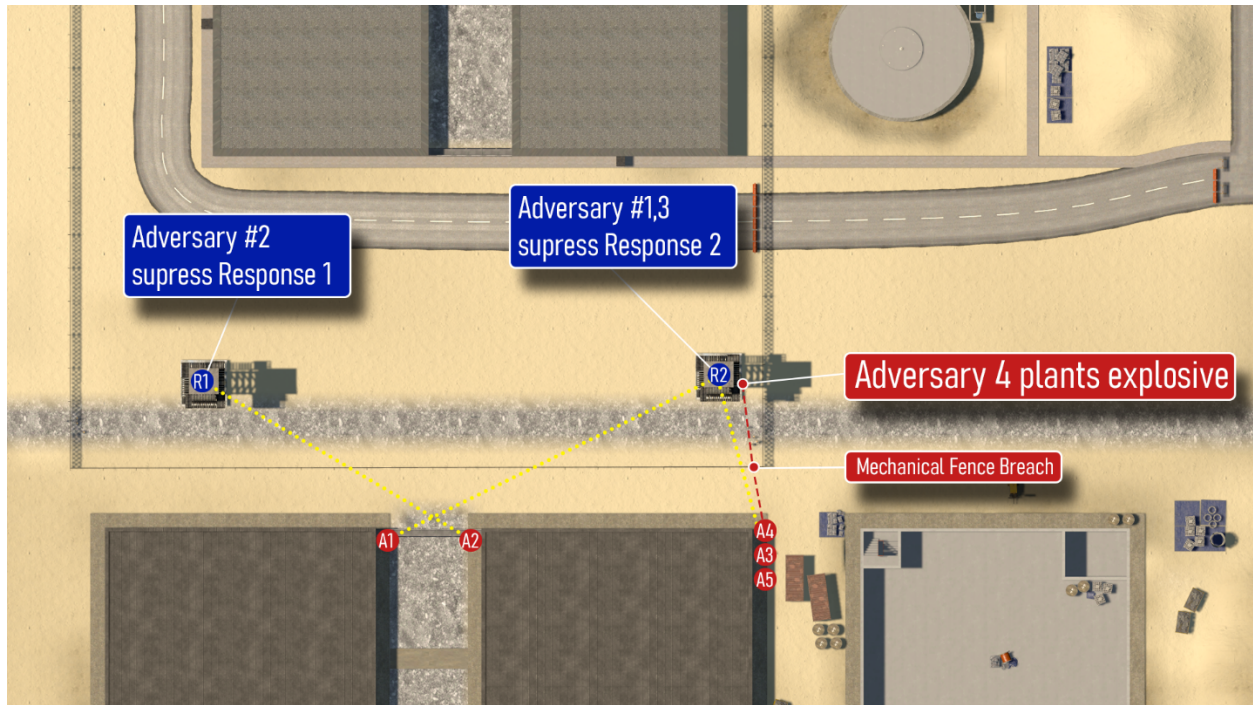 Adversary #2
supress Response 1
Adversary #1,3
supress Response 2
R1
R2
Adversary 4 plants explosive
Mechanical Fence Breach
A1
A2
A4
A3
A5